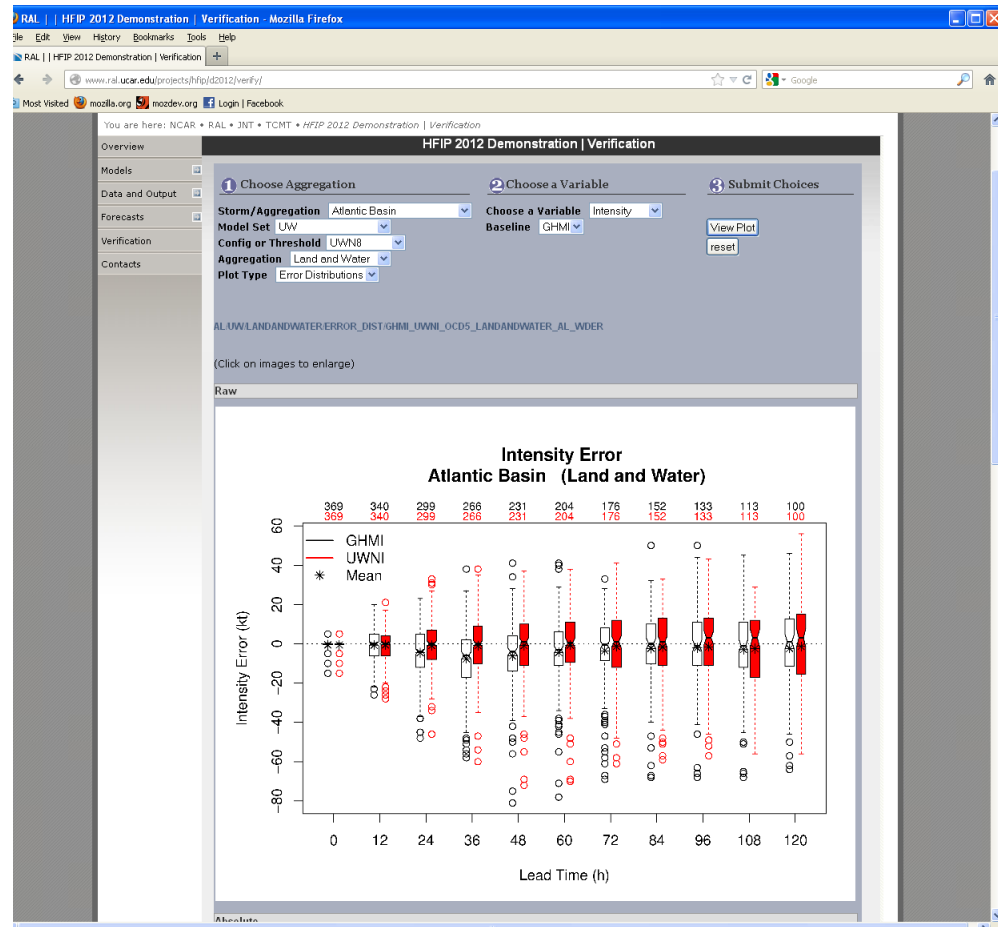 RAL | | HFIP 2012 Demonstration | Verification - Mozilla Firefox
File Edit View History Bookmarks Tools Help
RAL | | HFIP 2012 Demonstration | Verification +
www.ral.ucar.edu/projects/hfip/d2012/verify/
Google
Most Visited mozilla.org mozdev.org Login | Facebook
You are here: NCAR • RAL • JNT • TCMT • HFIP 2012 Demonstration | Verification
Overview
Models
Data and Output
Forecasts
Verification
Contacts
HFIP 2012 Demonstration | Verification
1 Choose Aggregation
Storm/Aggregation Atlantic Basin
Model Set UW
Config or Threshold UWN8
Aggregation Land and Water
Plot Type Error Distributions
2 Choose a Variable
Choose a Variable Intensity
Baseline GHMI
3 Submit Choices
View Plot
reset
AL/UW/LANDANDWATER/ERROR_DIST/GHMI_UWNI_OCD5_LANDANDWATER_AL_WDER
(Click on images to enlarge)
Raw
Intensity Error
Atlantic Basin (Land and Water)
369 340 299 266 231 204 176 152 133 113 100
369 340 299 266 231 204 176 152 133 113 100
GHMI
UWNI
Mean
Intensity Error (kt)
60
40
20
0
−20
−40
−60
−80
0 12 24 36 48 60 72 84 96 108 120
Lead Time (h)
Absolute